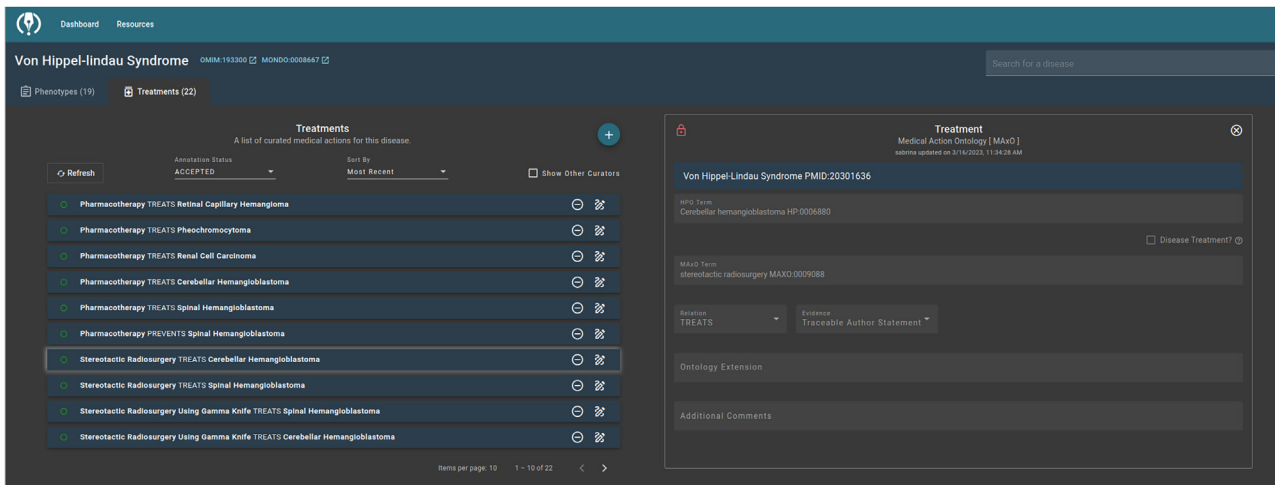 Dashboard Resources
Von Hippel-lindau Syndrome OMIM:193300 MONDO:0008667
Search for a disease
Phenotypes (19) Treatments (22)
Treatments
A list of curated medical actions for this disease.
+
Refresh
Annotation Status
ACCEPTED
Sort By
Most Recent
Show Other Curators
Pharmacotherapy TREATS Retinal Capillary Hemangioma
Pharmacotherapy TREATS Pheochromocytoma
Pharmacotherapy TREATS Renal Cell Carcinoma
Pharmacotherapy TREATS Cerebellar Hemangioblastoma
Pharmacotherapy TREATS Spinal Hemangioblastoma
Pharmacotherapy PREVENTS Spinal Hemangioblastoma
Stereotactic Radiosurgery TREATS Cerebellar Hemangioblastoma
Stereotactic Radiosurgery TREATS Spinal Hemangioblastoma
Stereotactic Radiosurgery Using Gamma Knife TREATS Spinal Hemangioblastoma
Stereotactic Radiosurgery Using Gamma Knife TREATS Cerebellar Hemangioblastoma
Items per page: 10 1 – 10 of 22
Treatment
Medical Action Ontology [ MAxO ]
sabrina updated on 3/16/2023, 11:34:28 AM
Von Hippel-Lindau Syndrome PMID:20301636
HPO Term
Cerebellar hemangioblastoma HP:0006880
Disease Treatment?
MAxO Term
stereotactic radiosurgery MAXO:0009088
Relation
TREATS
Evidence
Traceable Author Statement
Ontology Extension
Additional Comments